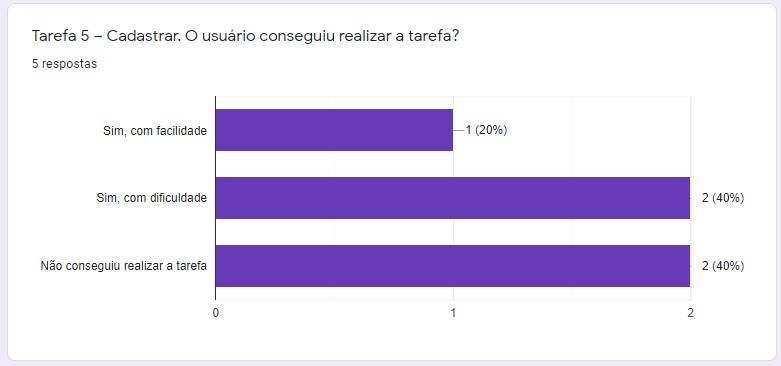 Tarefa 5 – Cadastrar. O usuário conseguiu realizar a tarefa?
5 respostas
Sim, com facilidade
1 (20%)
Sim, com dificuldade
2 (40%)
Não conseguiu realizar a tarefa
2 (40%)
0
1
2